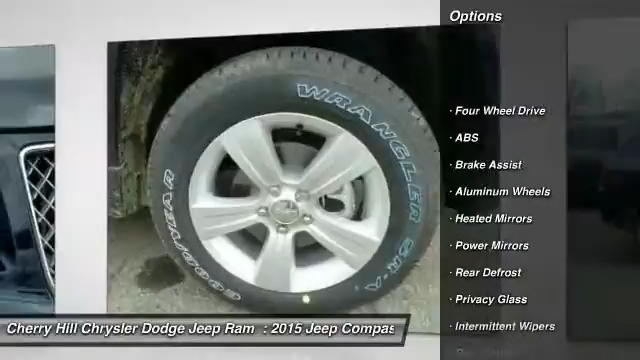 Options
Four Wheel Drive
ABS
Brake Assist
Aluminum Wheels
Heated Mirrors
Power Mirrors
Rear Defrost
Privacy Glass
Intermittent Wipers
WRANGLER SR-A
GOODYEAR
Cherry Hill Chrysler Dodge Jeep Ram : 2015 Jeep Compas